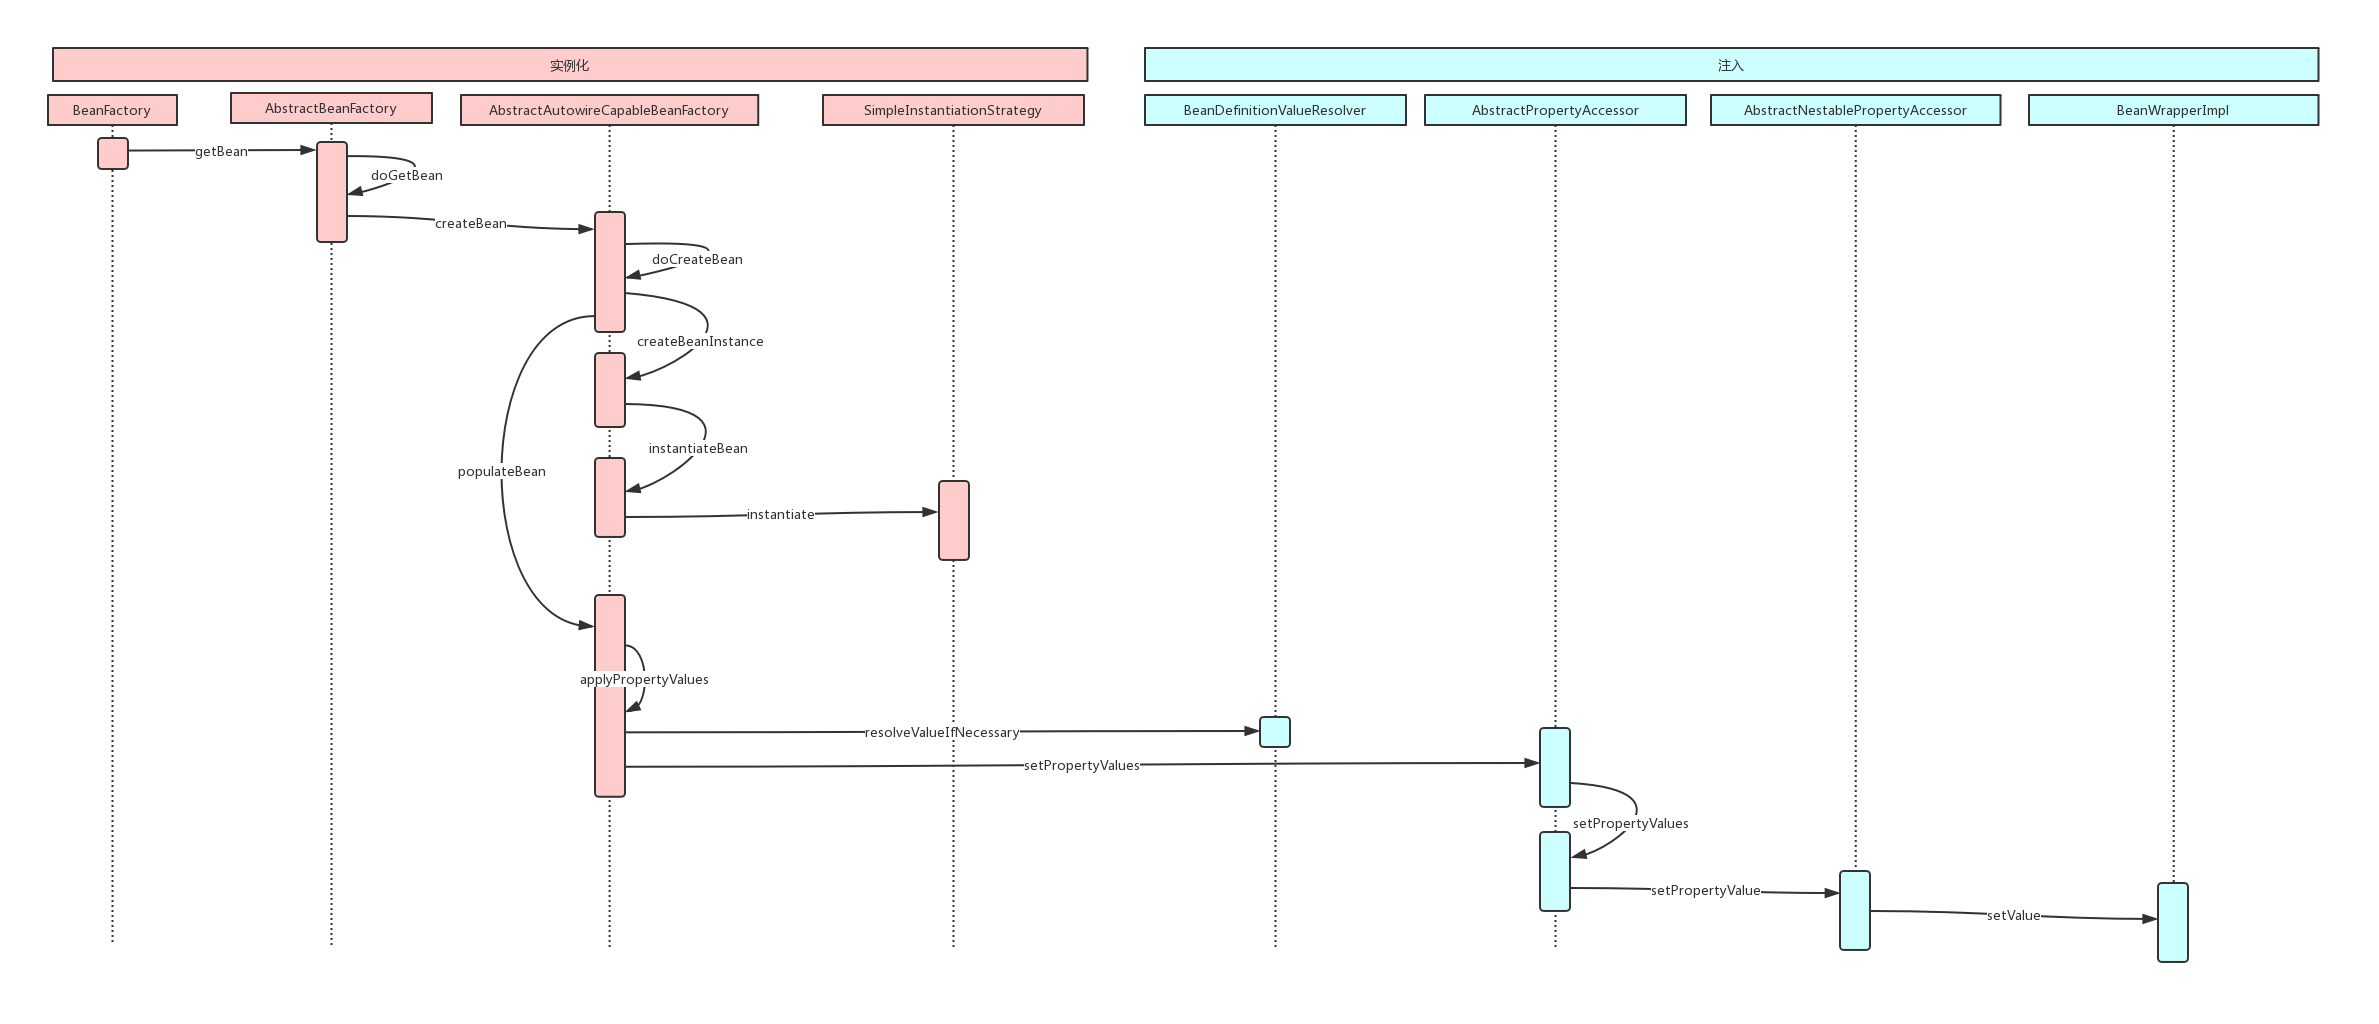 实例化
注入
BeanFactory
AbstractBeanFactory
AbstractAutowireCapableBeanFactory
SimpleInstantiationStrategy
BeanDefinitionValueResolver
AbstractPropertyAccessor
AbstractNestablePropertyAccessor
BeanWrapperImpl
getBean
doGetBean
createBean
doCreateBean
createBeanInstance
instantiateBean
populateBean
instantiate
applyPropertyValues
resolveValueIfNecessary
setPropertyValues
setPropertyValues
setPropertyValue
setValue